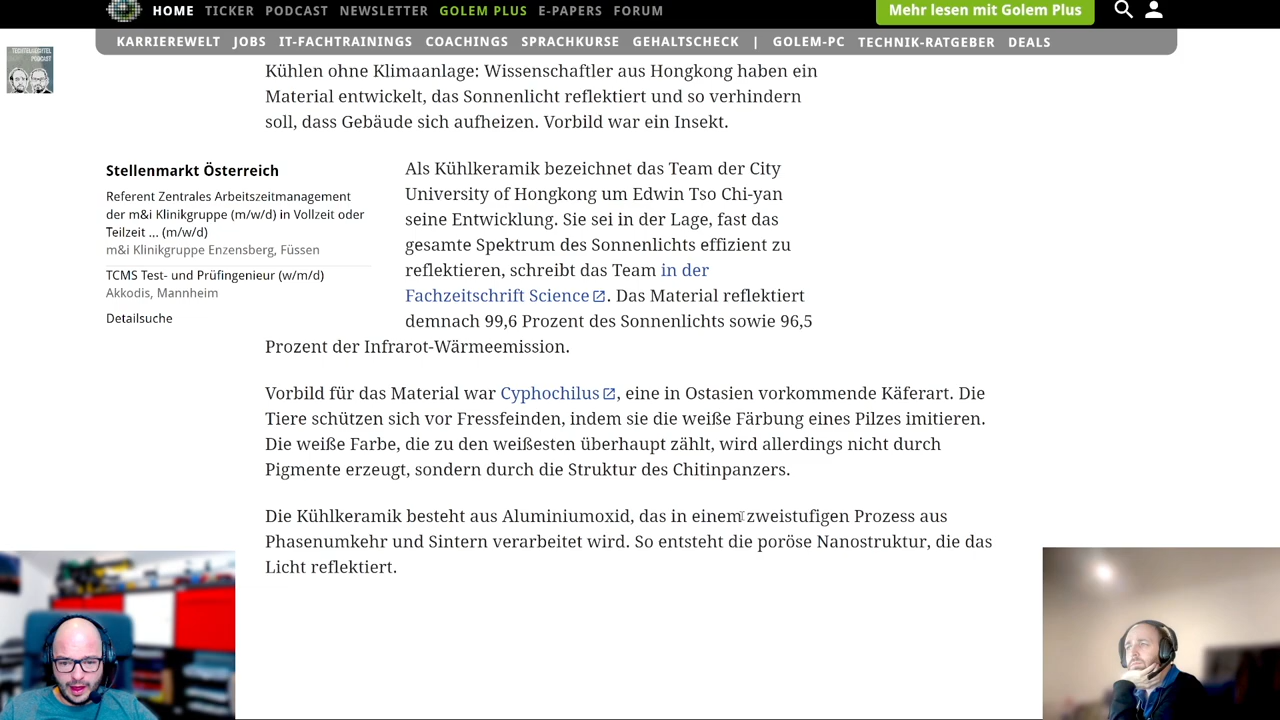 HOME TICKER PODCAST NEWSLETTER GOLEM PLUS E-PAPERS FORUM
Mehr lesen mit Golem Plus
KARRIEREWELT JOBS IT-FACHTRAININGS COACHINGS SPRACHKURSE GEHALTSCHECK | GOLEM-PC TECHNIK-RATGEBER DEALS
PODCAST
Kühlen ohne Klimaanlage: Wissenschaftler aus Hongkong haben ein
Material entwickelt, das Sonnenlicht reflektiert und so verhindern
soll, dass Gebäude sich aufheizen. Vorbild war ein Insekt.
Stellenmarkt Österreich
Referent Zentrales Arbeitszeitmanagement
der m&i Klinikgruppe (m/w/d) in Vollzeit oder
Teilzeit ... (m/w/d)
m&i Klinikgruppe Enzensberg, Füssen
TCMS Test- und Prüfingenieur (w/m/d)
Akkodis, Mannheim
Detailsuche
Als Kühlkeramik bezeichnet das Team der City
University of Hongkong um Edwin Tso Chi-yan
seine Entwicklung. Sie sei in der Lage, fast das
gesamte Spektrum des Sonnenlichts effizient zu
reflektieren, schreibt das Team in der
Fachzeitschrift Science. Das Material reflektiert
demnach 99,6 Prozent des Sonnenlichts sowie 96,5
Prozent der Infrarot-Wärmeemission.
Vorbild für das Material war Cyphochilus, eine in Ostasien vorkommende Käferart. Die
Tiere schützen sich vor Fressfeinden, indem sie die weiße Färbung eines Pilzes imitieren.
Die weiße Farbe, die zu den weißesten überhaupt zählt, wird allerdings nicht durch
Pigmente erzeugt, sondern durch die Struktur des Chitinpanzers.
Die Kühlkeramik besteht aus Aluminiumoxid, das in einem zweistufigen Prozess aus
Phasenumkehr und Sintern verarbeitet wird. So entsteht die poröse Nanostruktur, die das
Licht reflektiert.